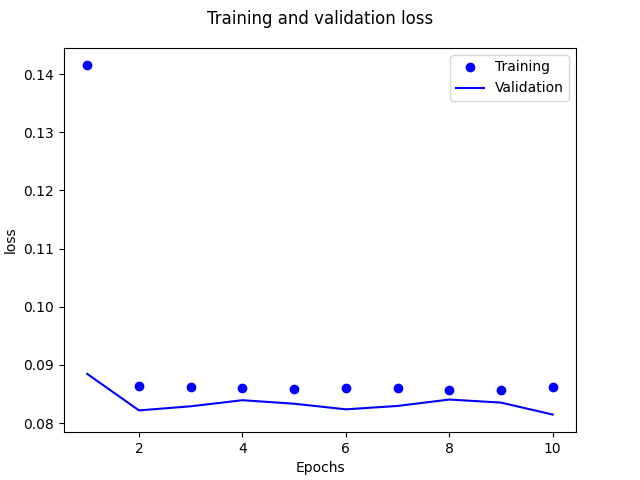 Training and validation loss
Training
Validation
0.14
0.13
0.12
0.11
0.10
0.09
0.08
loss
2
4
6
8
10
Epochs